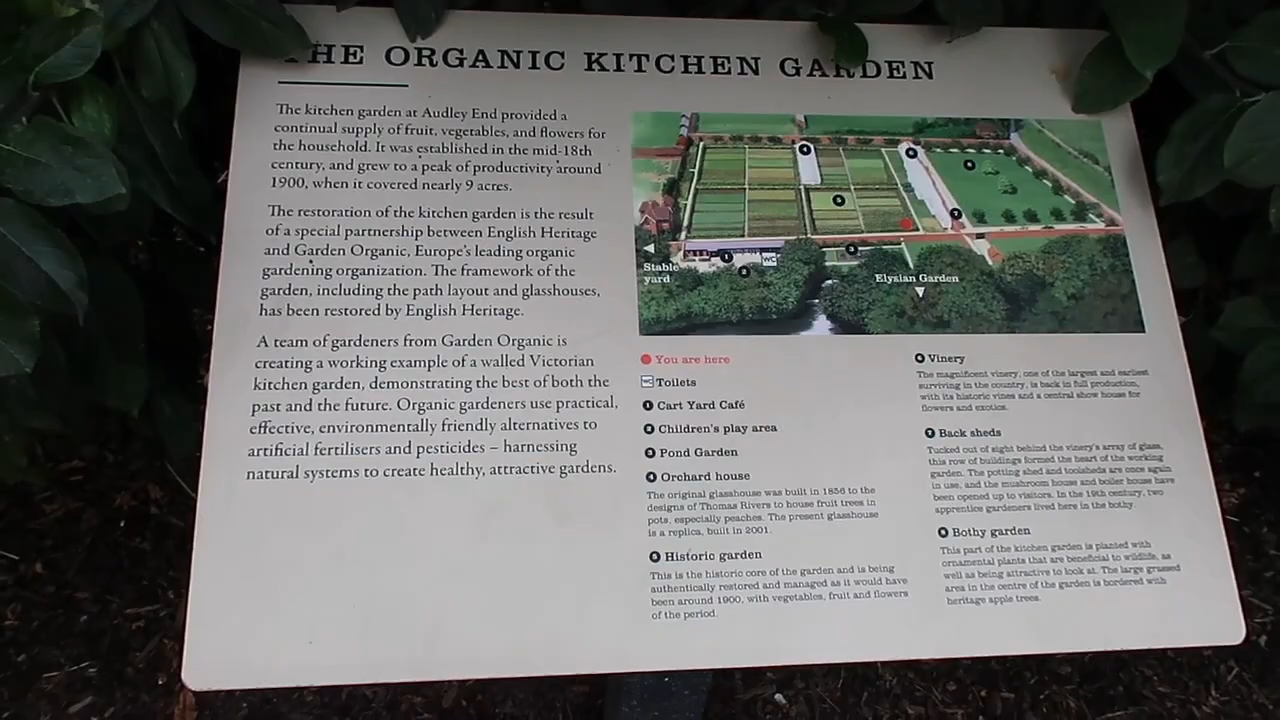 THE ORGANIC KITCHEN GARDEN
The kitchen garden at Audley End provided a
continual supply of fruit, vegetables, and flowers for
the household. It was established in the mid-18th
century, and grew to a peak of productivity around
1900, when it covered nearly 9 acres.
The restoration of the kitchen garden is the result
of a special partnership between English Heritage
and Garden Organic, Europe's leading organic
gardening organization. The framework of the
garden, including the path layout and glasshouses,
has been restored by English Heritage.
A team of gardeners from Garden Organic is
creating a working example of a walled Victorian
kitchen garden, demonstrating the best of both the
past and the future. Organic gardeners use practical,
effective, environmentally friendly alternatives to
artificial fertilisers and pesticides – harnessing
natural systems to create healthy, attractive gardens.
Stable
yard
WC
Elysian Garden
You are here
WC Toilets
1 Cart Yard Café
2 Children's play area
3 Pond Garden
4 Orchard house
The original glasshouse was built in 1856 to the
designs of Thomas Rivers to house fruit trees in
pots, especially peaches. The present glasshouse
is a replica, built in 2001.
5 Historic garden
This is the historic core of the garden and is being
authentically restored and managed as it would have
been around 1900, with vegetables, fruit and flowers
of the period.
6 Vinery
The magnificent vinery, one of the largest and earliest
surviving in the country, is back in full production,
with its historic vines and a central show house for
flowers and exotics.
7 Back sheds
Tucked out of sight behind the vinery's array of glass,
this row of buildings formed the heart of the working
garden. The potting shed and toolsheds are once again
in use, and the mushroom house and boiler house have
been opened up to visitors. In the 19th century, two
apprentice gardeners lived here in the bothy.
8 Bothy garden
This part of the kitchen garden is planted with
ornamental plants that are beneficial to wildlife, as
well as being attractive to look at. The large grassed
area in the centre of the garden is bordered with
heritage apple trees.